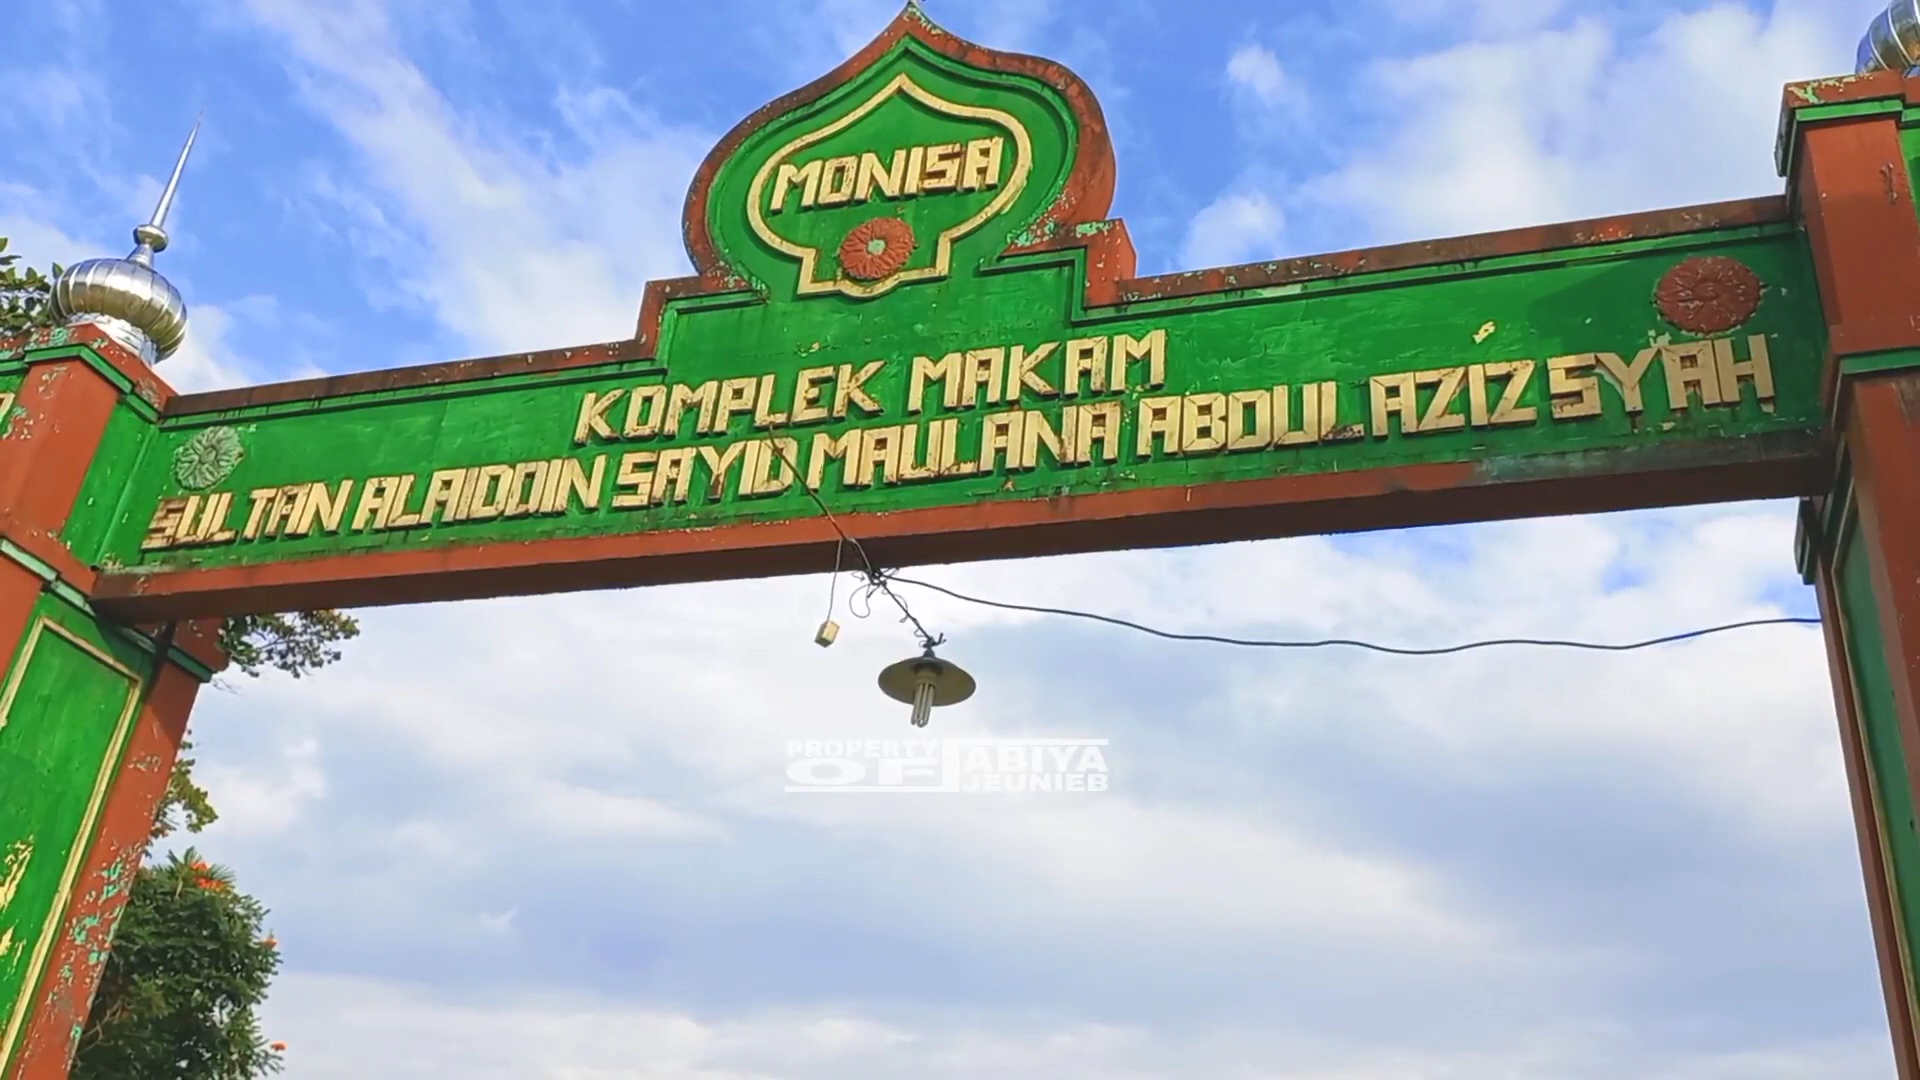 MONISA
KOMPLEK MAKAM
SULTAN ALAIDDIN SAYID MAULANA ABDUL AZIZ SYAH
PROPERTY OF ABIYA JEUNIEB